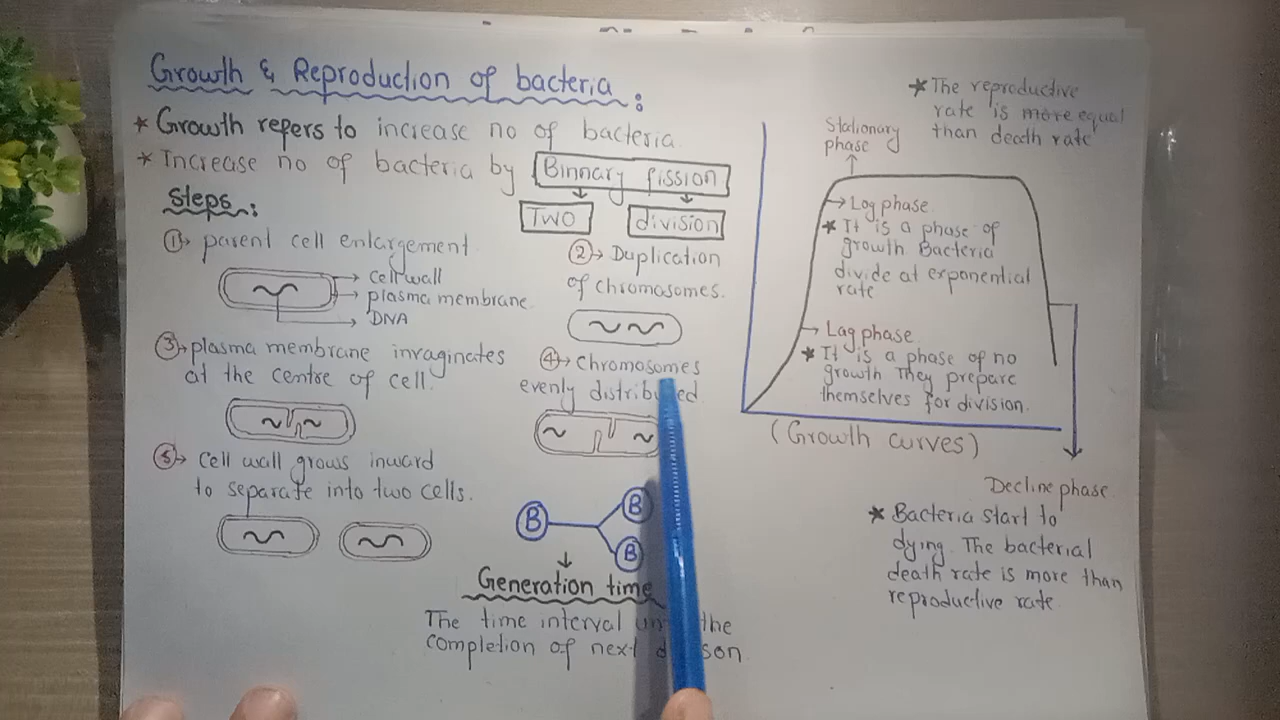 Growth & Reproduction of bacteria:
* Growth refers to increase no of bacteria.
* Increase no of bacteria by Binnary fission
Two division
Steps:
① → parent cell enlargement.
→ Cell wall
→ plasma membrane.
→ DNA
② → Duplication
of chromosomes.
③ → plasma membrane invaginates
at the centre of cell.
④ → Chromosomes
evenly distributed.
⑤ → Cell wall grows inward
to separate into two cells.
B
B
B
Generation time
The time interval the
completion of next
* The reproductive
rate is more equal
than death rate
Stationary
phase
→ Log phase.
* It is a phase of
growth Bacteria
divide at exponential
rate
→ Lag phase.
* It is a phase of no
growth They prepare
themselves for division.
(Growth curves)
Decline phase.
* Bacteria start to
dying. The bacterial
death rate is more than
reproductive rate